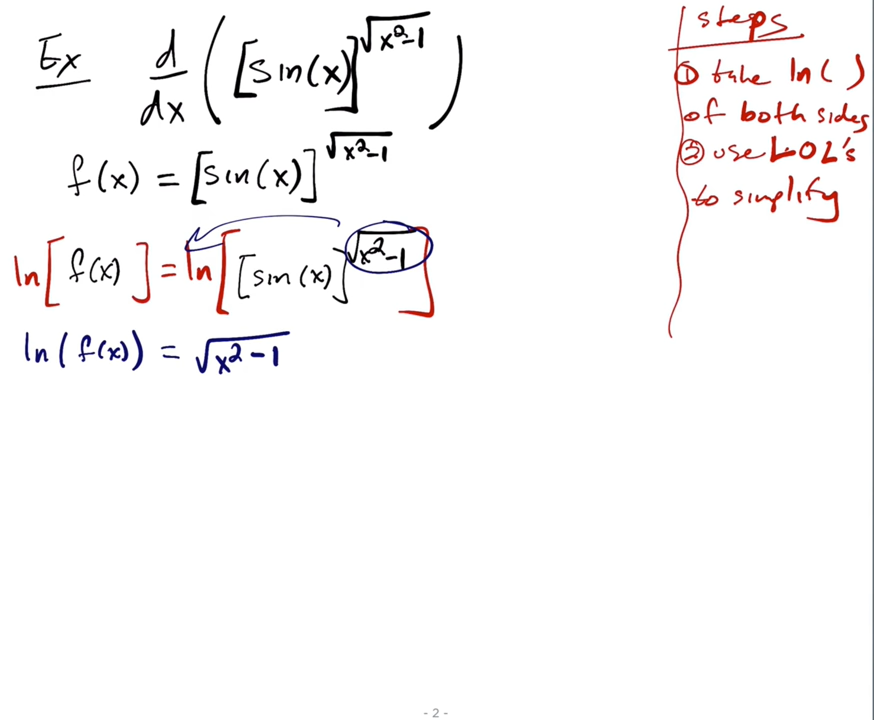 Ex d/dx ([sin(x)]^√(x²-1))
f(x) = [sin(x)]^√(x²-1)
ln[f(x)] = ln[[sin(x)]^√(x²-1)]
ln(f(x)) = √(x²-1)
steps
① take ln( )
of both sides
② use LOL's
to simplify
- 2 -